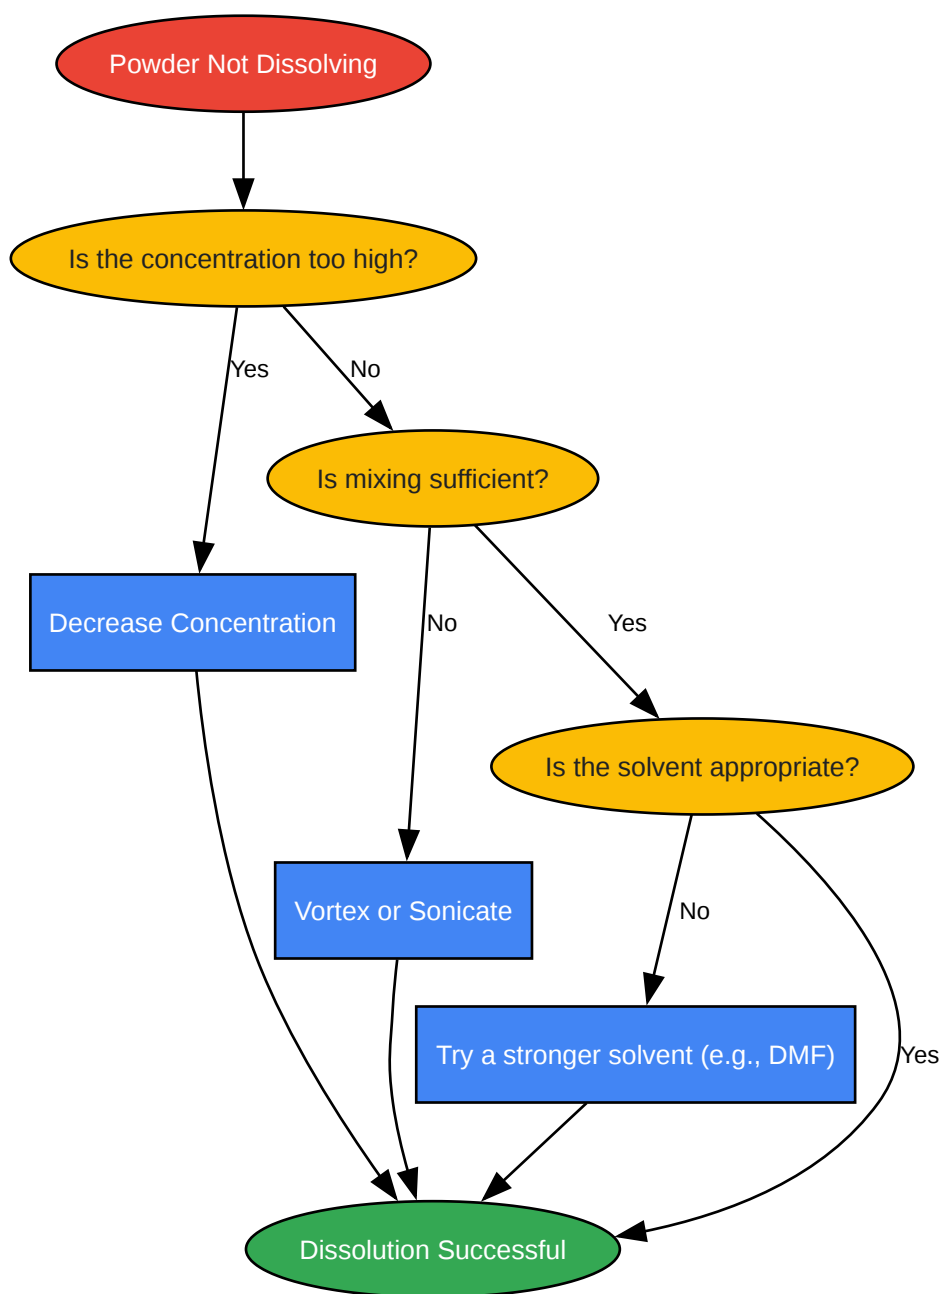 Powder Not Dissolving
Is the concentration too high?
Yes
No
Is mixing sufficient?
Decrease Concentration
No
Yes
Is the solvent appropriate?
Vortex or Sonicate
No
Try a stronger solvent (e.g., DMF)
Yes
Dissolution Successful